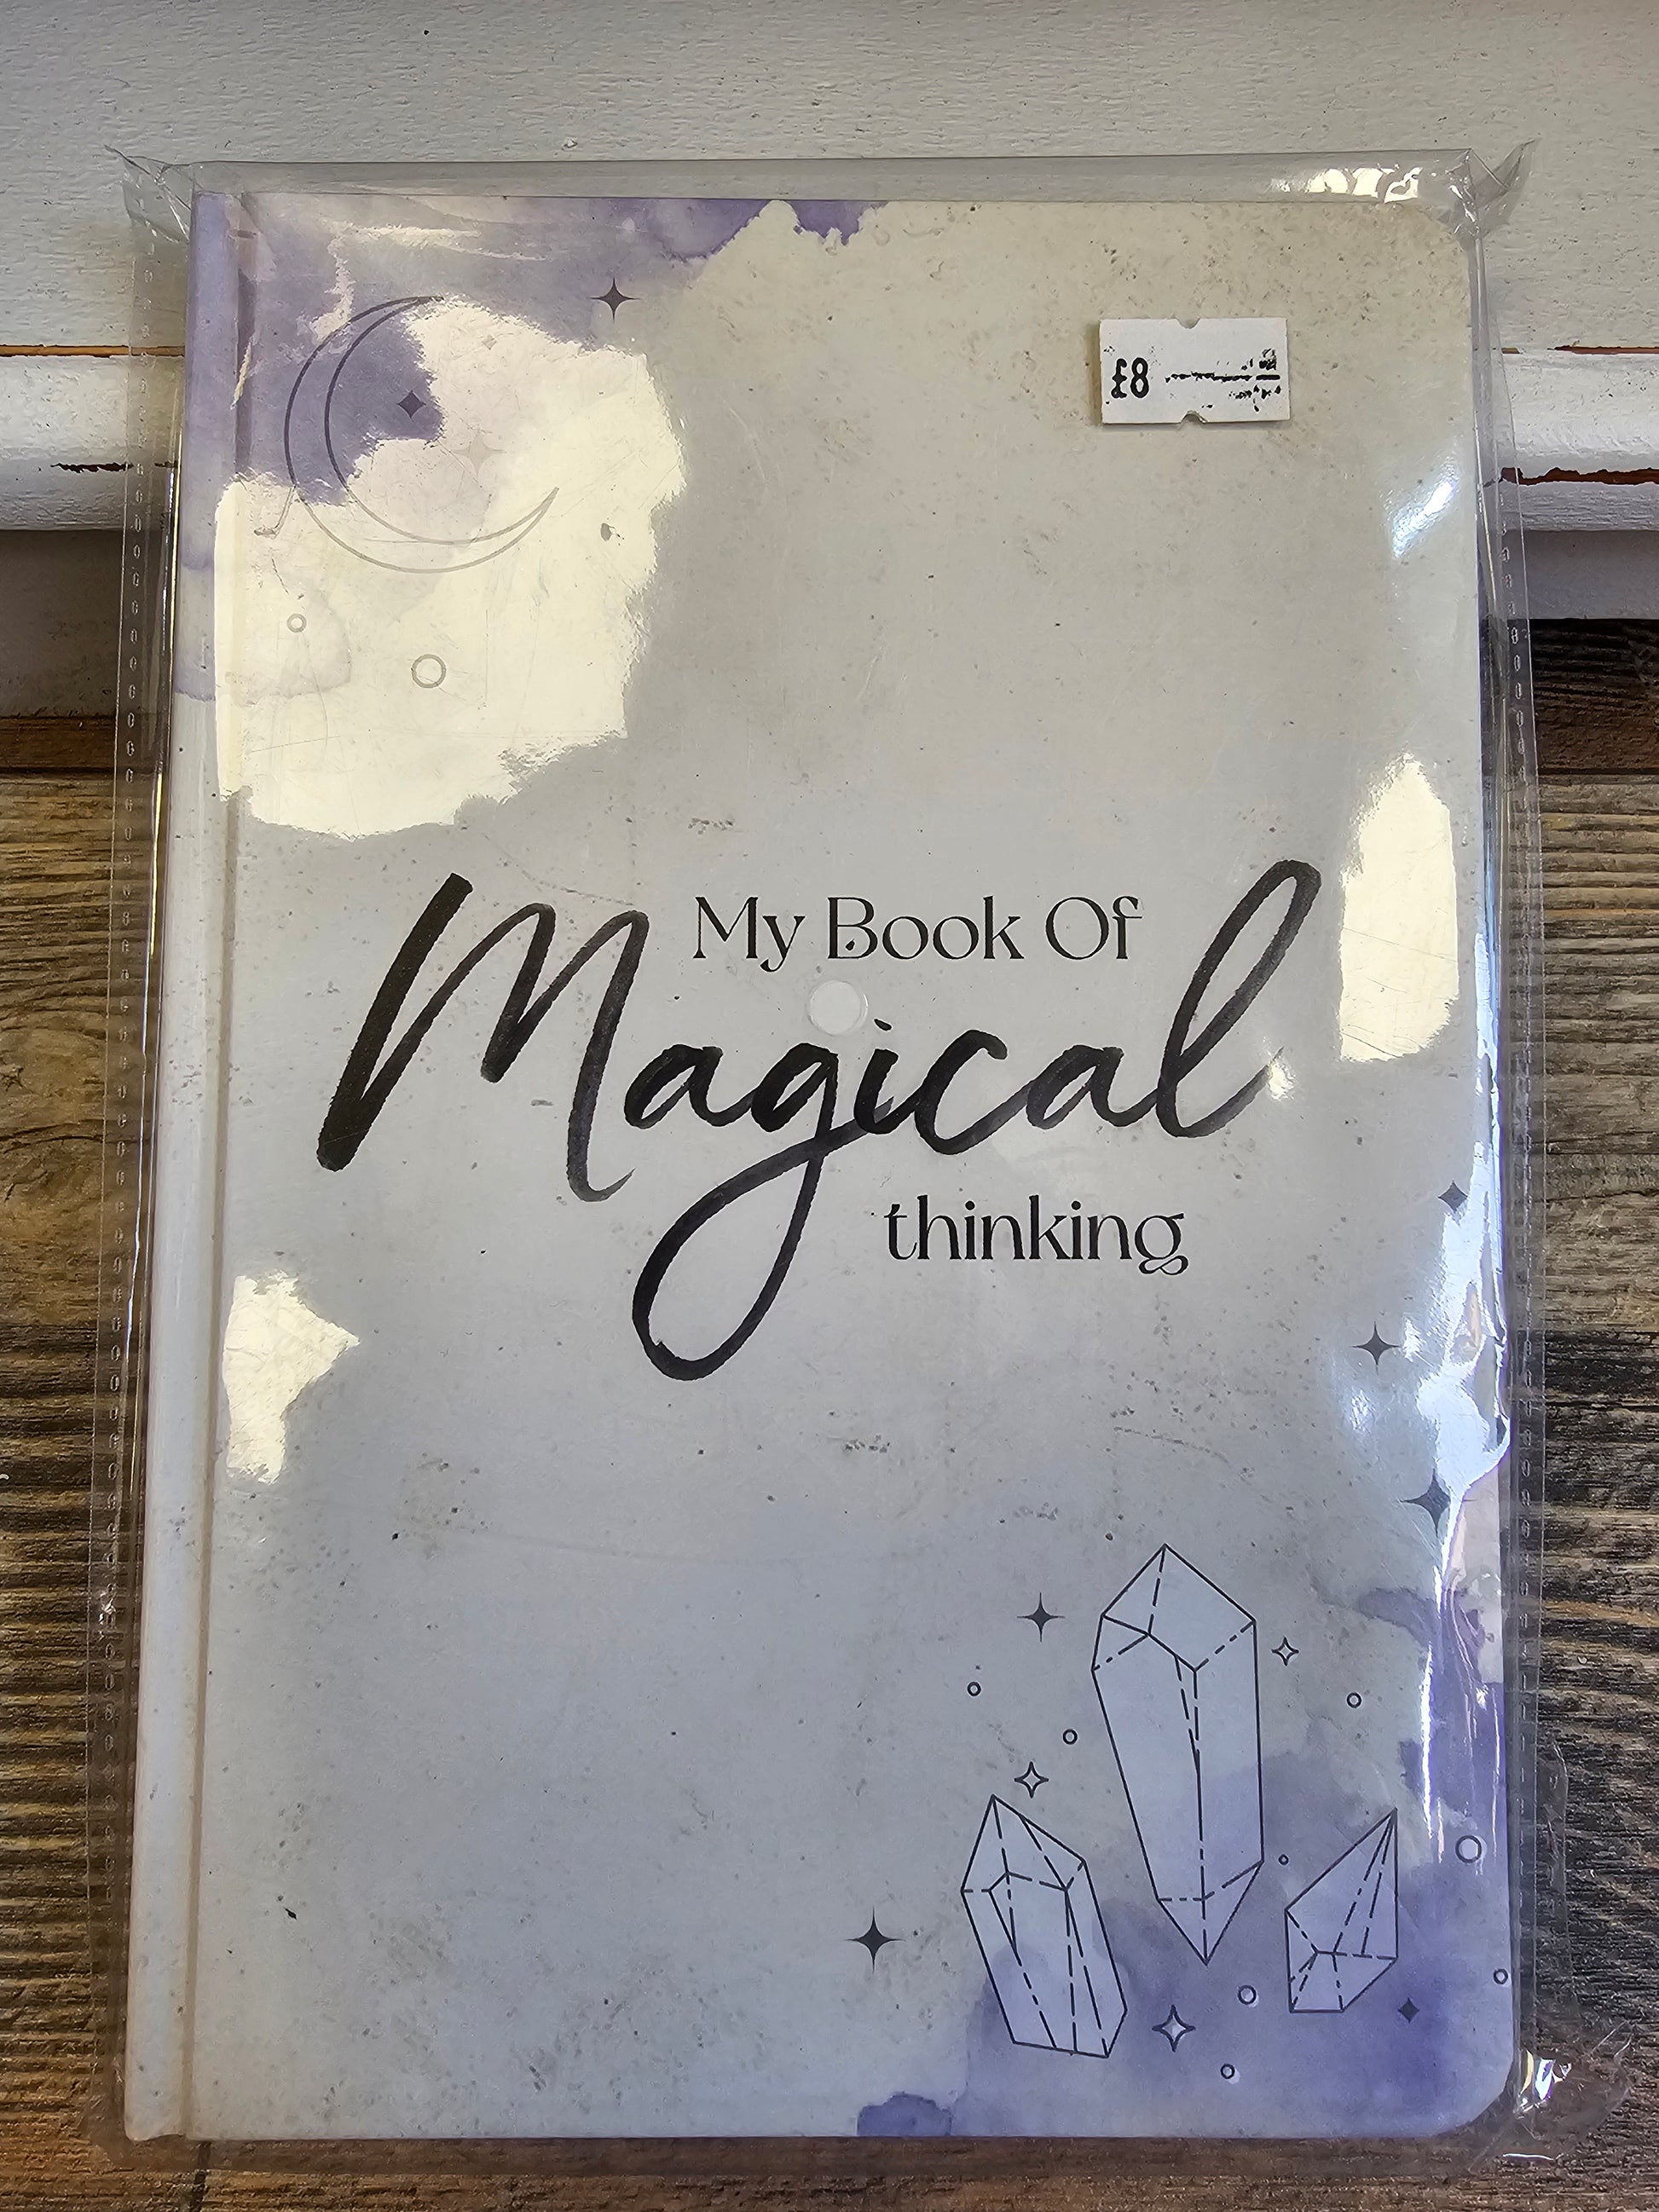 £8
My Book Of
Magical
thinking